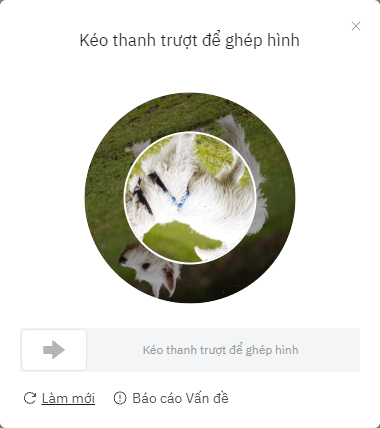 Kéo thanh trượt để ghép hình
Kéo thanh trượt để ghép hình
Làm mới
Báo cáo Vấn đề